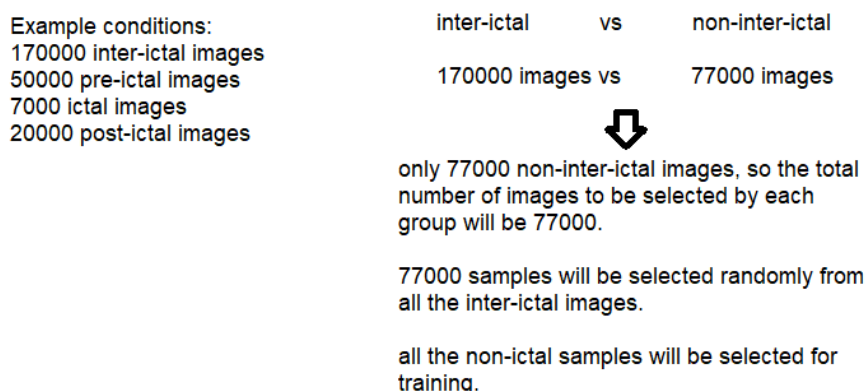 Example conditions:
170000 inter-ictal images
50000 pre-ictal images
7000 ictal images
20000 post-ictal images
inter-ictal vs non-inter-ictal
170000 images vs 77000 images
only 77000 non-inter-ictal images, so the total
number of images to be selected by each
group will be 77000.
77000 samples will be selected randomly from
all the inter-ictal images.
all the non-ictal samples will be selected for
training.